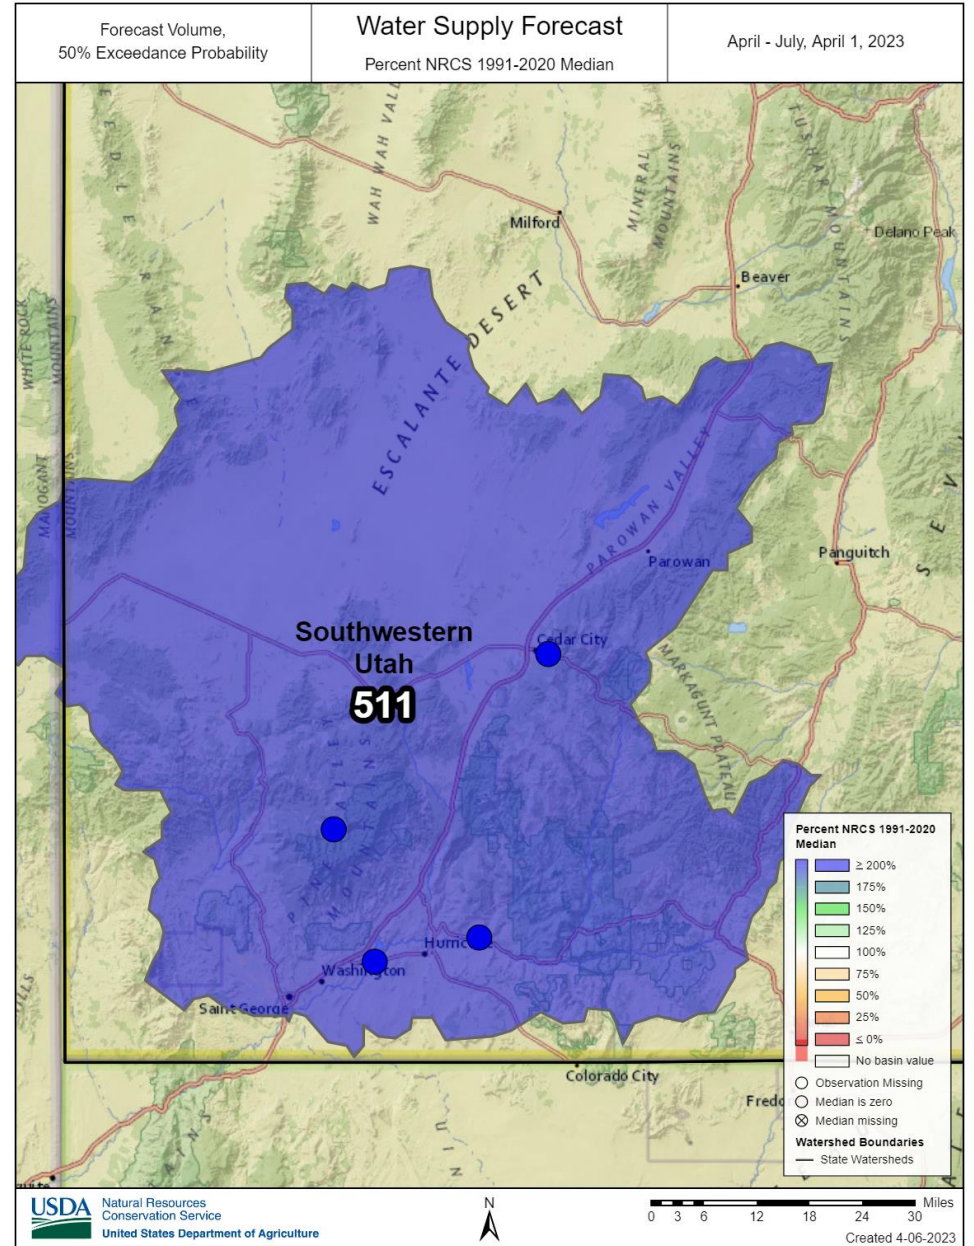 Forecast Volume,
50% Exceedance Probability
Water Supply Forecast
Percent NRCS 1991-2020 Median
April - July, April 1, 2023
WAH WAH VALL
TUSHAR MOUNTAINS
MINERAL
MOUNTAINS
Milford
Delano Peak
Beaver
WHITE ROCK
MOUNTAINS
ESCALANTE DESERT
MOUNTAINS
PAROWAN VALLEY
Parowan
Panguitch
SEV
Southwestern
Utah
511
Cedar City
MARKAGUNT PLATEAU
PINE VALLEY
MOUNTAINS
Hurric
Washington
Saint George
Colorado City
Fredo
Percent NRCS 1991-2020
Median
≥ 200%
175%
150%
125%
100%
75%
50%
25%
≤ 0%
No basin value
Observation Missing
Median is zero
Median missing
Watershed Boundaries
State Watersheds
USDA
Natural Resources
Conservation Service
United States Department of Agriculture
N
0 3 6 12 18 24 30 Miles
Created 4-06-2023